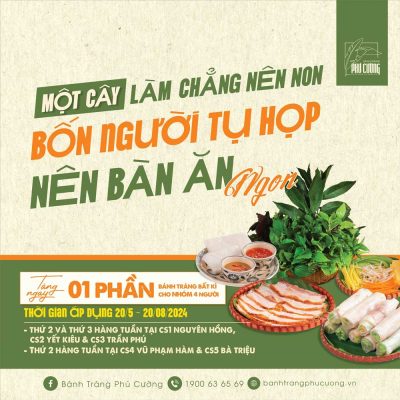 PHÚ CƯỜNG
MỘT CÂY LÀM CHẲNG NÊN NON
BỐN NGƯỜI TỤ HỌP
NÊN BÀN ĂN Ngon
Tặng ngay 01 PHẦN BÁNH TRÁNG BẤT KÌ
CHO NHÓM 4 NGƯỜI
THỜI GIAN ÁP DỤNG 20/5 - 20/08 2024
- THỨ 2 VÀ THỨ 3 HÀNG TUẦN TẠI CS1 NGUYÊN HỒNG,
CS2 YẾT KIÊU & CS3 TRẦN PHÚ
- THỨ 2 HÀNG TUẦN TẠI CS4 VŨ PHẠM HÀM & CS5 BÀ TRIỆU
Bánh Tráng Phú Cường 1900 63 65 69 banhtrangphucuong.vn